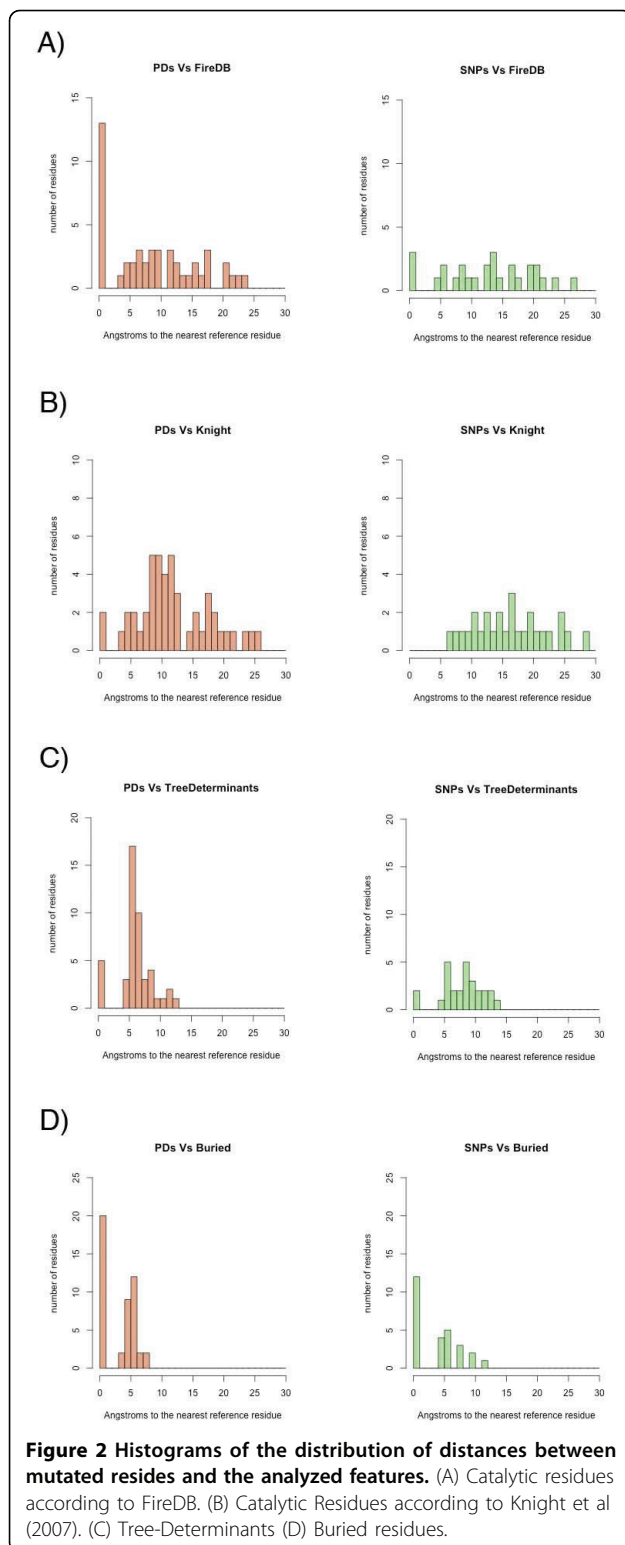 A)
PDs Vs FireDB
number of residues
15
10
5
0
0 5 10 15 20 25 30
Angstroms to the nearest reference residue
SNPs Vs FireDB
number of residues
15
10
5
0
0 5 10 15 20 25 30
Angstroms to the nearest reference residue
B)
PDs Vs Knight
number of residues
10
8
6
4
2
0
0 5 10 15 20 25 30
Angstroms to the nearest reference residue
SNPs Vs Knight
number of residues
10
8
6
4
2
0
0 5 10 15 20 25 30
Angstroms to the nearest reference residue
C)
PDs Vs TreeDeterminants
number of residues
20
15
10
5
0
0 5 10 15 20 25 30
Angstroms to the nearest reference residue
SNPs Vs TreeDeterminants
number of residues
20
15
10
5
0
0 5 10 15 20 25 30
Angstroms to the nearest reference residue
D)
PDs Vs Buried
number of residues
25
20
15
10
5
0
0 5 10 15 20 25 30
Angstroms to the nearest reference residue
SNPs Vs Buried
number of residues
25
20
15
10
5
0
0 5 10 15 20 25 30
Angstroms to the nearest reference residue
Figure 2 Histograms of the distribution of distances between
mutated resides and the analyzed features. (A) Catalytic residues
according to FireDB. (B) Catalytic Residues according to Knight et al
(2007). (C) Tree-Determinants (D) Buried residues.